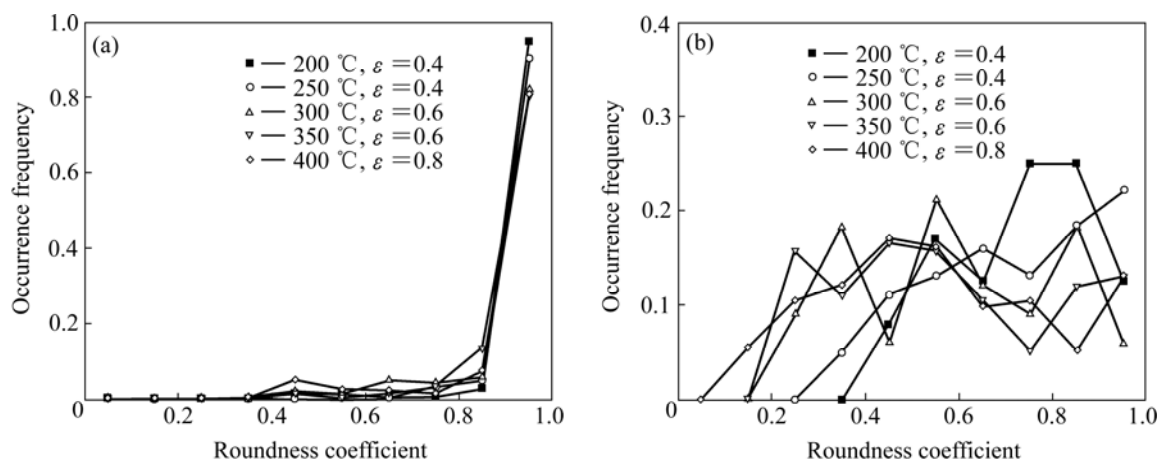 (a)
200 ℃, ε=0.4
250 ℃, ε=0.4
300 ℃, ε=0.6
350 ℃, ε=0.6
400 ℃, ε=0.8
Occurrence frequency
1.0
0.8
0.6
0.4
0.2
0
0.2
0.4
0.6
0.8
1.0
Roundness coefficient
(b)
200 ℃, ε=0.4
250 ℃, ε=0.4
300 ℃, ε=0.6
350 ℃, ε=0.6
400 ℃, ε=0.8
Occurrence frequency
0.4
0.3
0.2
0.1
0
0.2
0.4
0.6
0.8
1.0
Roundness coefficient